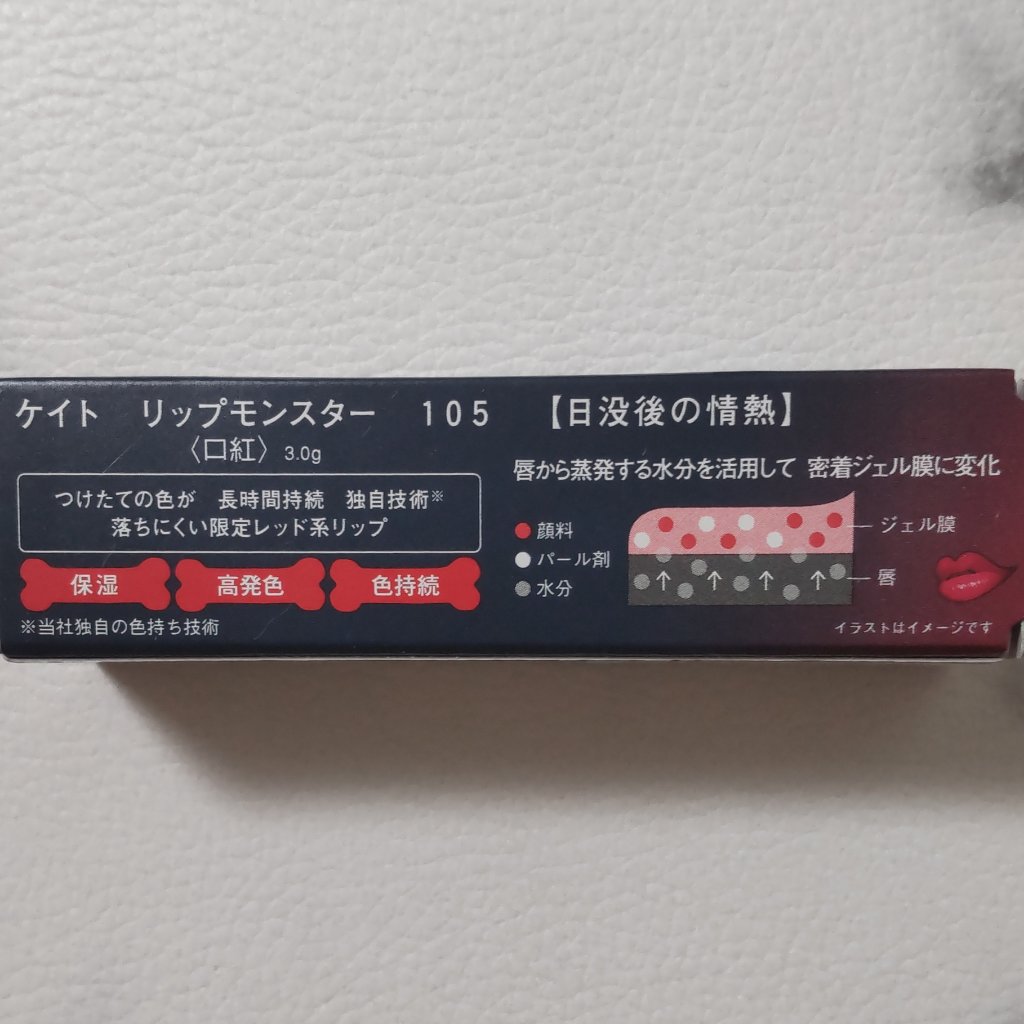 ケイト　リップモンスター　105　【日没後の情熱】
〈口紅〉3.0g
つけたての色が　長時間持続　独自技術※
落ちにくい限定レッド系リップ
保湿　高発色　色持続
※当社独自の色持ち技術
唇から蒸発する水分を活用して　密着ジェル膜に変化
顔料
パール剤
水分
ジェル膜
唇
イラストはイメージです